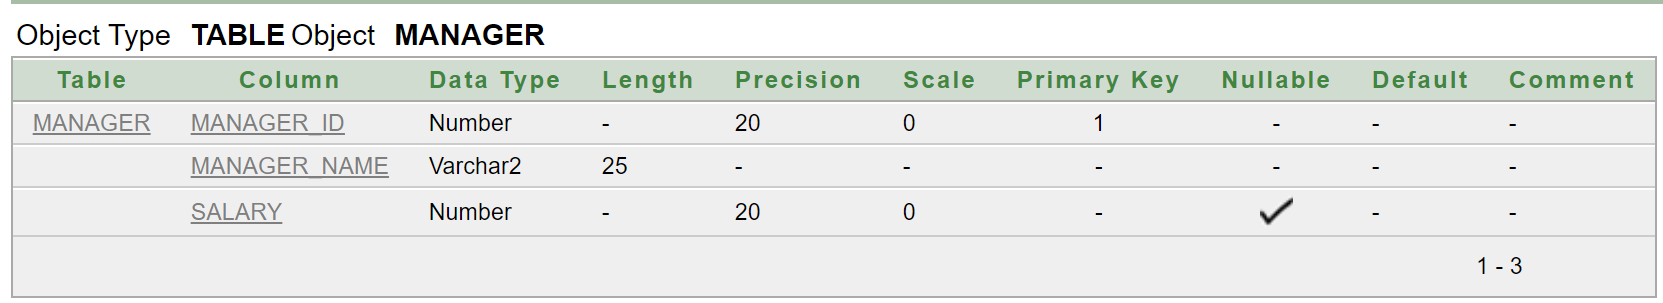 Object Type TABLE Object MANAGER
Table Column Data Type Length Precision Scale Primary Key Nullable Default Comment
MANAGER MANAGER_ID Number - 20 0 1 - - -
MANAGER_NAME Varchar2 25 - - - - - -
SALARY Number - 20 0 - ✓ - -
1 - 3